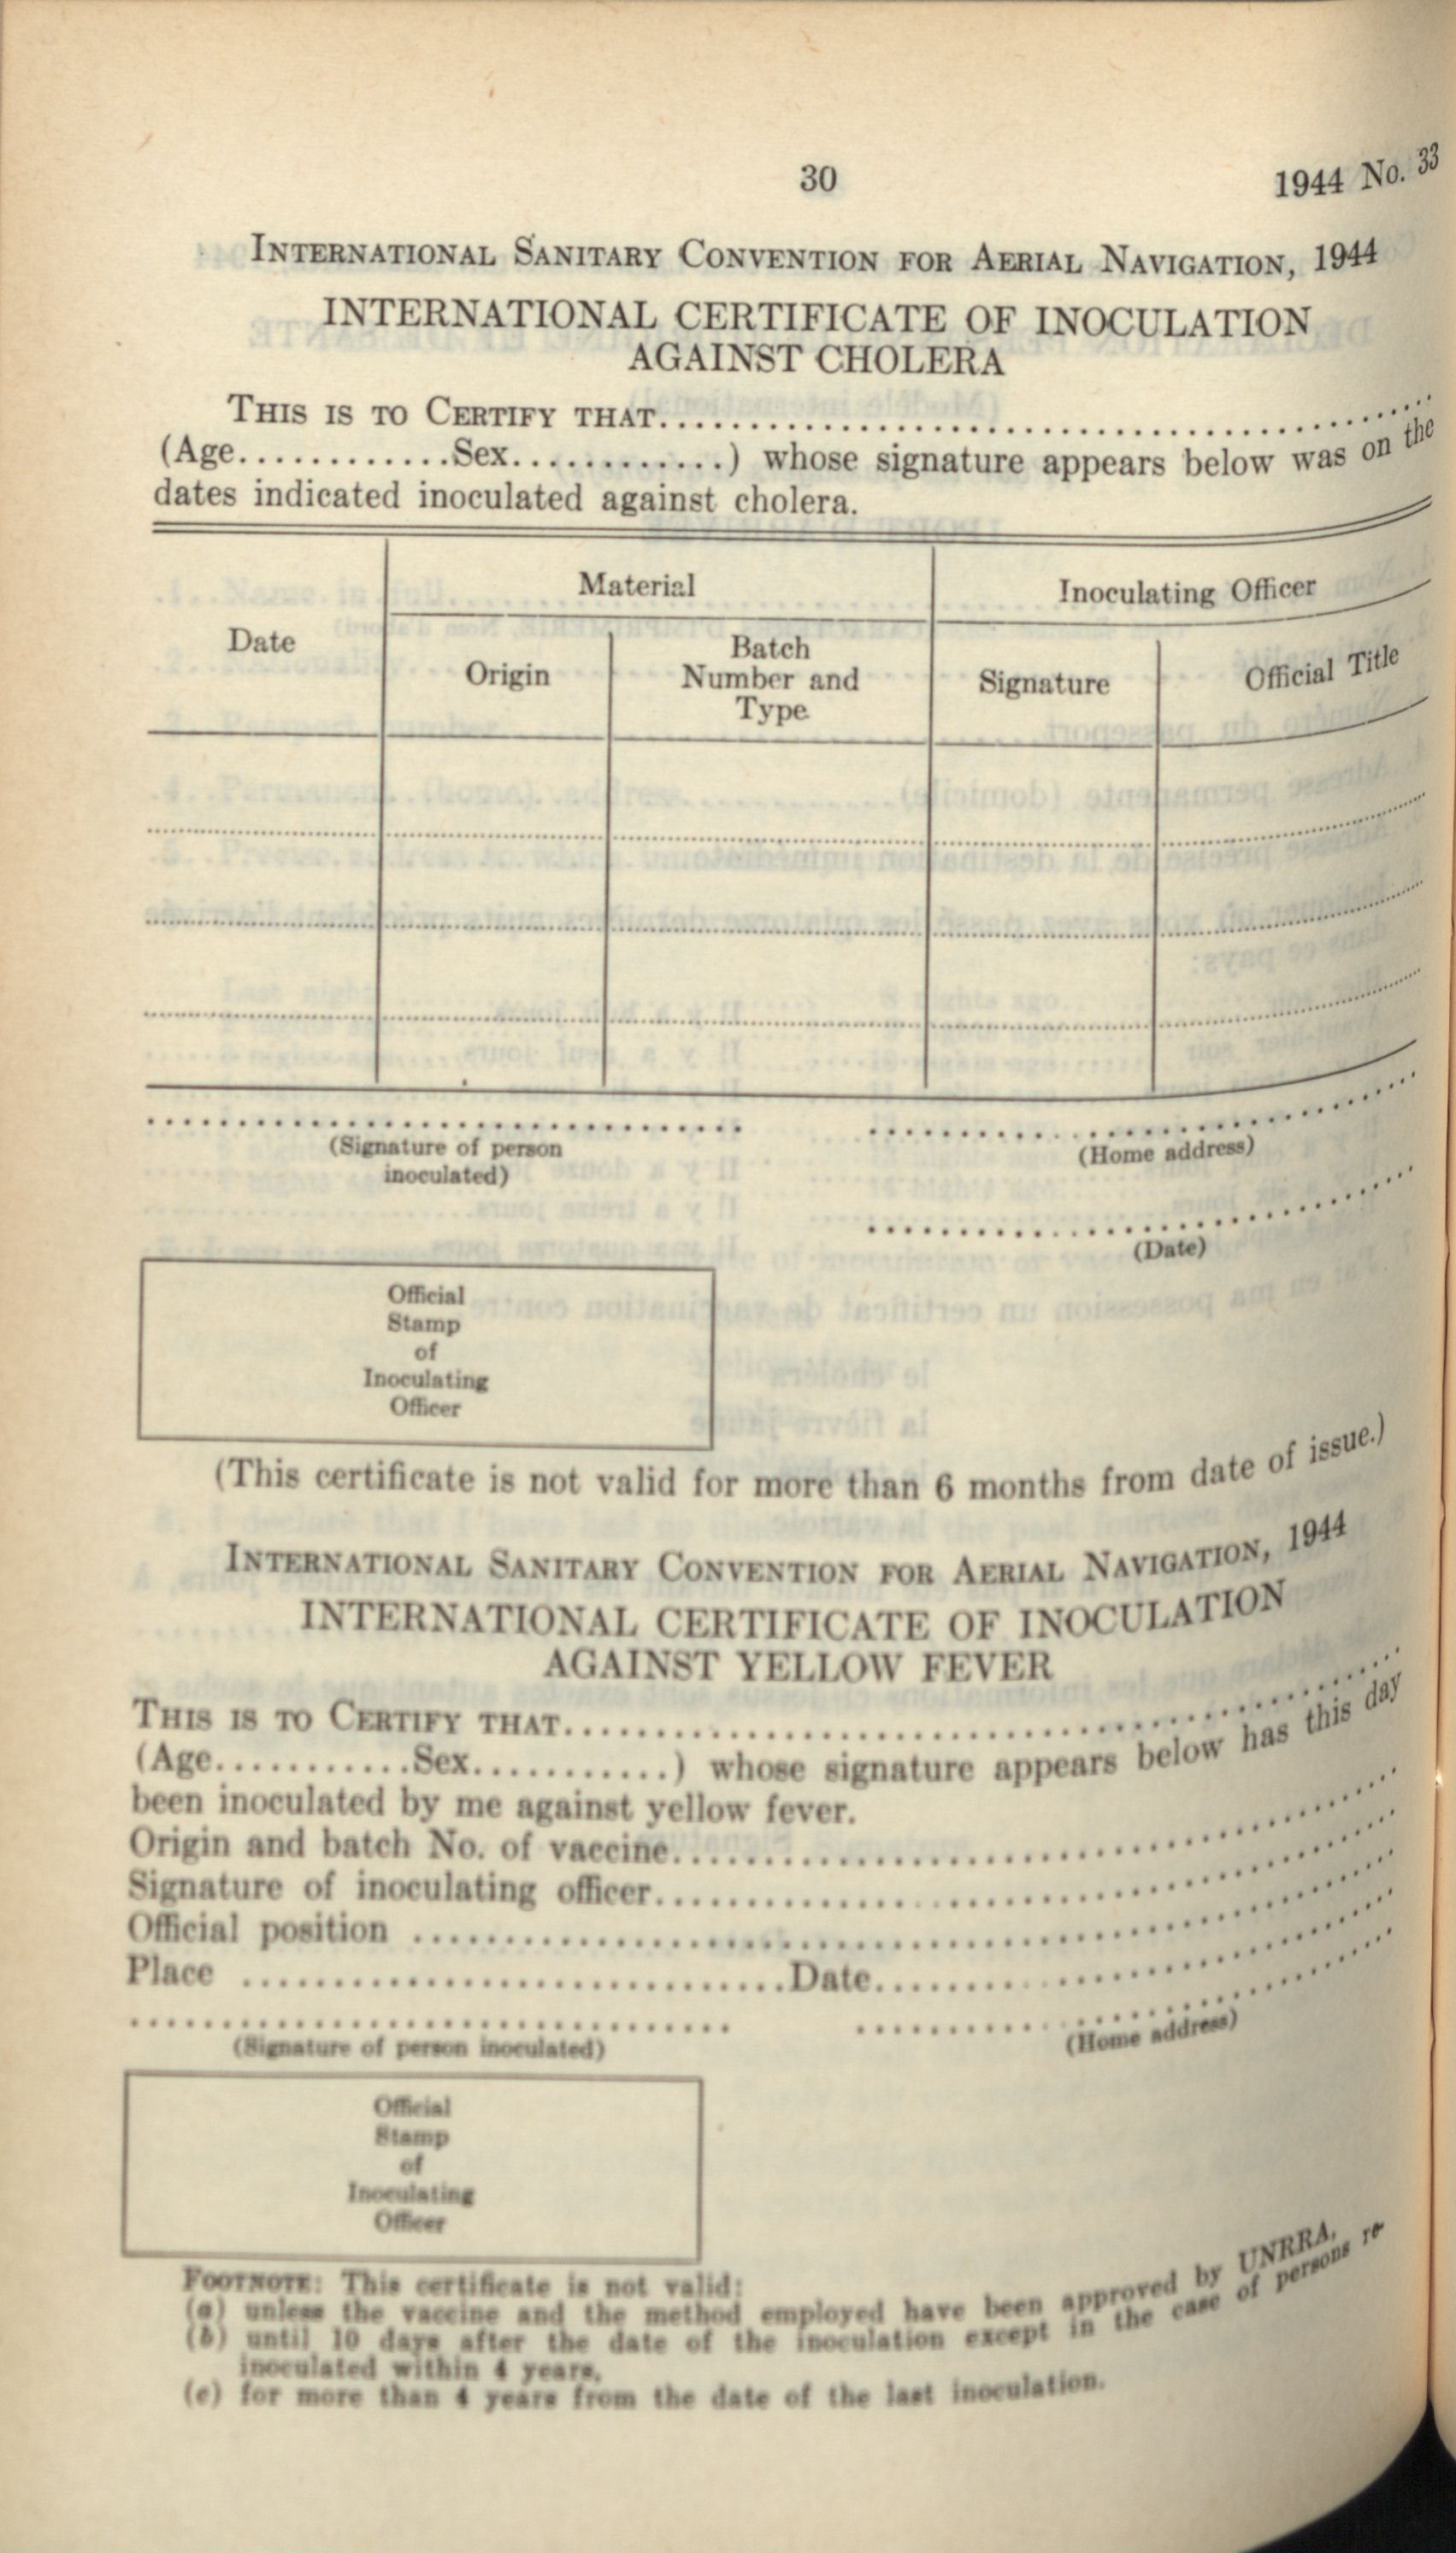 30
1944 No. 33
International Sanitary Convention for Aerial Navigation, 1944
INTERNATIONAL CERTIFICATE OF INOCULATION
AGAINST CHOLERA
This is to Certify that........................................
(Age............Sex............) whose signature appears below was on the
dates indicated inoculated against cholera.
Material
Inoculating Officer
Date
Origin
Batch
Number and
Type
Signature
Official Title
(Signature of person
inoculated)
(Home address)
(Date)
Official
Stamp
of
Inoculating
Officer
(This certificate is not valid for more than 6 months from date of issue.)
International Sanitary Convention for Aerial Navigation, 1944
INTERNATIONAL CERTIFICATE OF INOCULATION
AGAINST YELLOW FEVER
This is to Certify that........................................
(Age...........Sex...........) whose signature appears below has this day
been inoculated by me against yellow fever.
Origin and batch No. of vaccine........................................
Signature of inoculating officer........................................
Official position ........................................
Place ..............................Date..............................
(Signature of person inoculated)
(Home address)
Official
Stamp
of
Inoculating
Officer
Footnote: This certificate is not valid:
(a) unless the vaccine and the method employed have been approved by UNRRA.
(b) until 10 days after the date of the inoculation except in the case of persons re-
inoculated within 4 years.
(c) for more than 4 years from the date of the last inoculation.